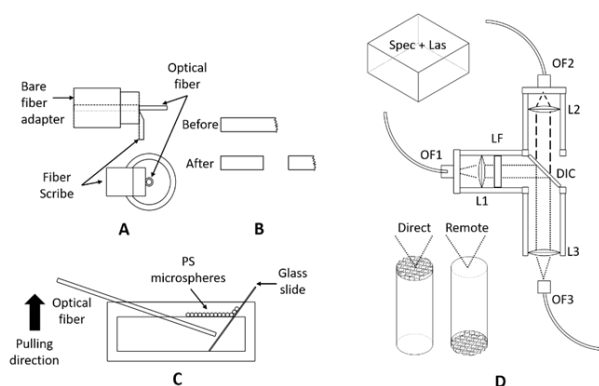 Bare
fiber
adapter
Optical
fiber
Before
After
Fiber
Scribe
A
B
PS
microspheres
Glass
slide
Optical
fiber
Pulling
direction
C
Spec + Las
OF2
L2
LF
OF1
DIC
L1
Direct
Remote
L3
OF3
D